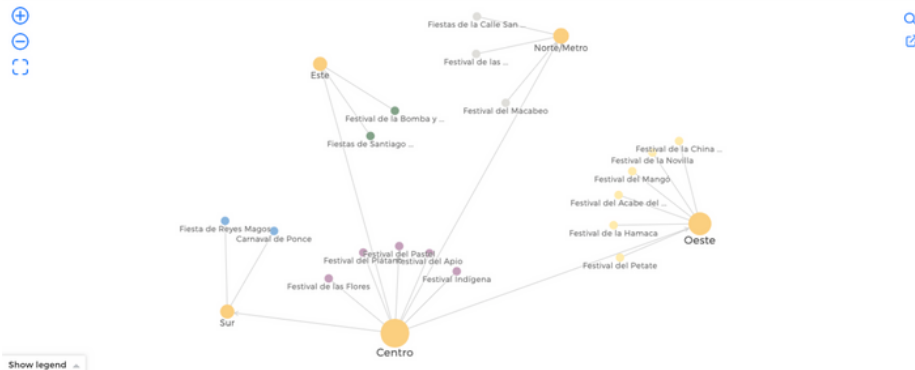 Fiestas de la Calle San ...
Norte/Metro
Festival de las ...
Este
Festival del Macabeo
Festival de la Bomba y ...
Fiestas de Santiago ...
Festival de la China ...
Festival de la Novilla
Festival del Mango
Festival del Acabe del ...
Festival de la Hamaca
Oeste
Festival del Petate
Fiesta de Reyes Magos
Carnaval de Ponce
Festival del Pastel
Festival del Plátano
Festival del Apio
Festival Indígena
Festival de las Flores
Sur
Centro
Show legend